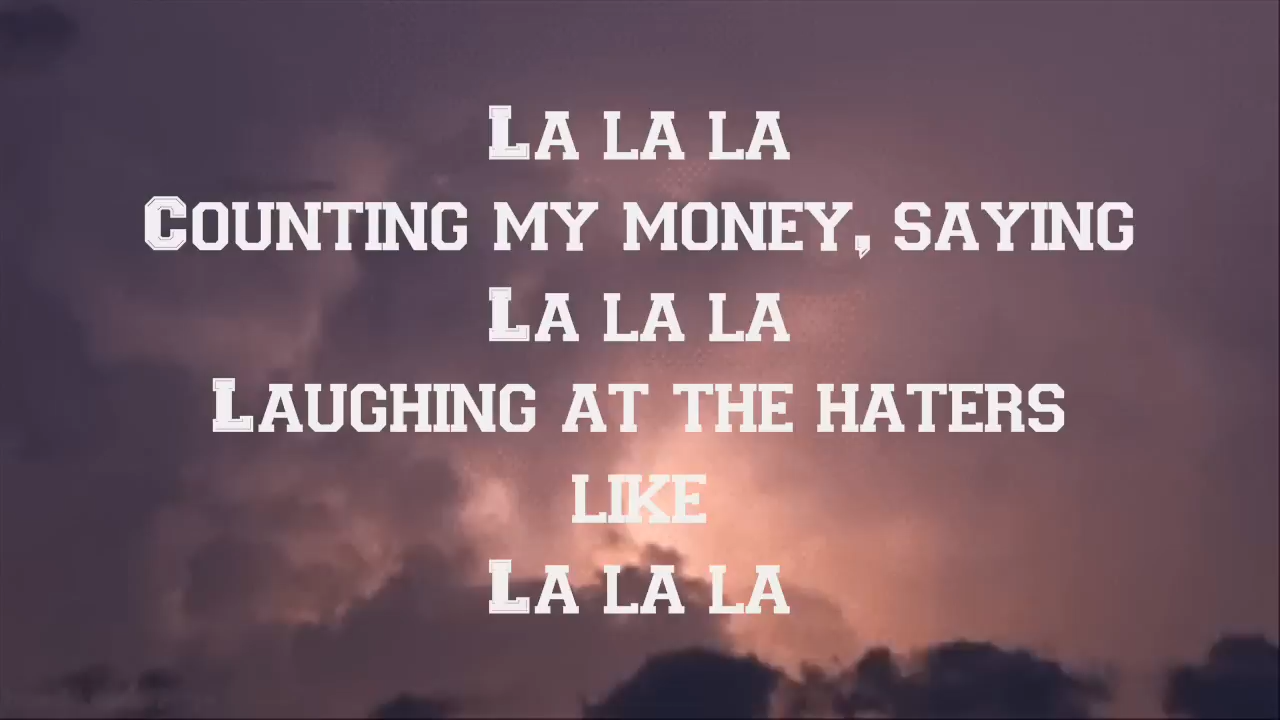 La la la
Counting my money, saying
La la la
Laughing at the haters
like
La la la